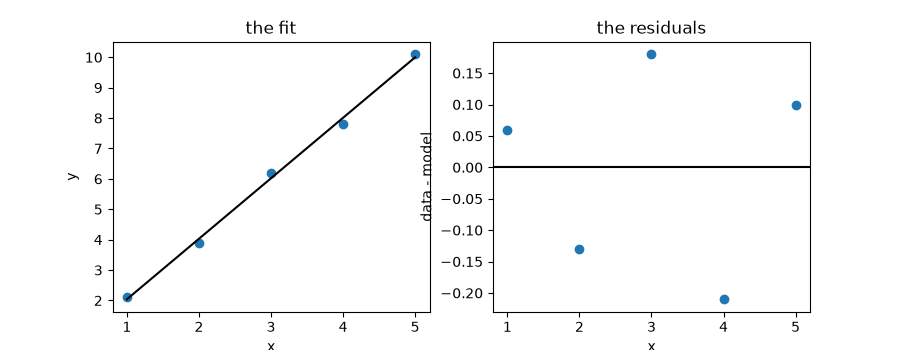 the fit
10
9
8
7
6
5
4
3
2
y
1 2 3 4 5
x
the residuals
0.15
0.10
0.05
0.00
−0.05
−0.10
−0.15
−0.20
data - model
1 2 3 4 5
x